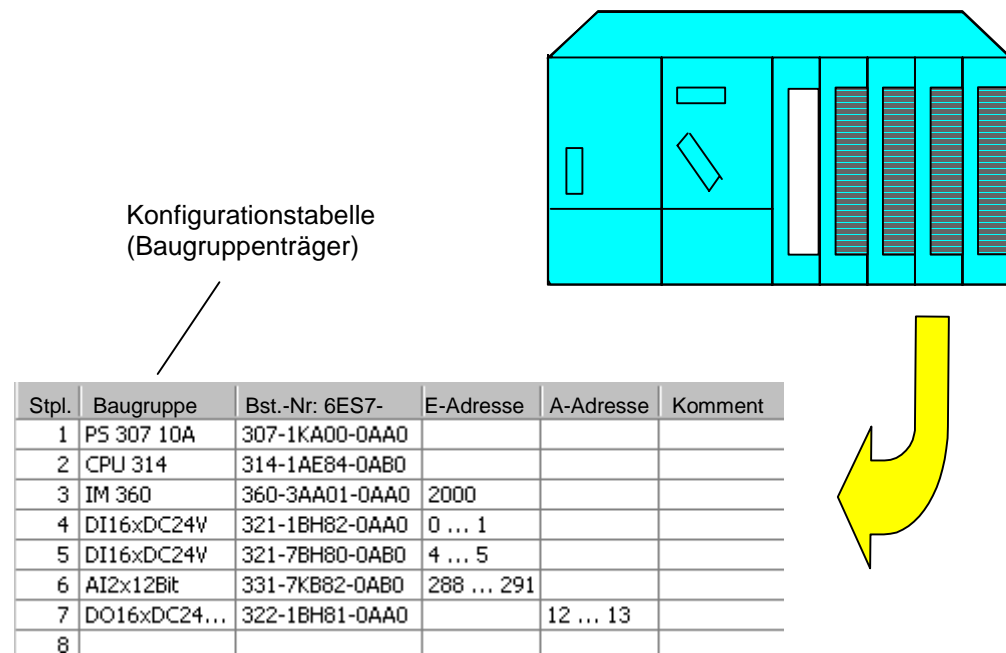 Konfigurationstabelle
(Baugruppenträger)
Stpl. Baugruppe Bst.-Nr: 6ES7- E-Adresse A-Adresse Komment
1 PS 307 10A 307-1KA00-0AA0
2 CPU 314 314-1AE84-0AB0
3 IM 360 360-3AA01-0AA0 2000
4 DI16xDC24V 321-1BH82-0AA0 0 ... 1
5 DI16xDC24V 321-7BH80-0AB0 4 ... 5
6 AI2x12Bit 331-7KB82-0AB0 288 ... 291
7 DO16xDC24... 322-1BH81-0AA0 12 ... 13
8